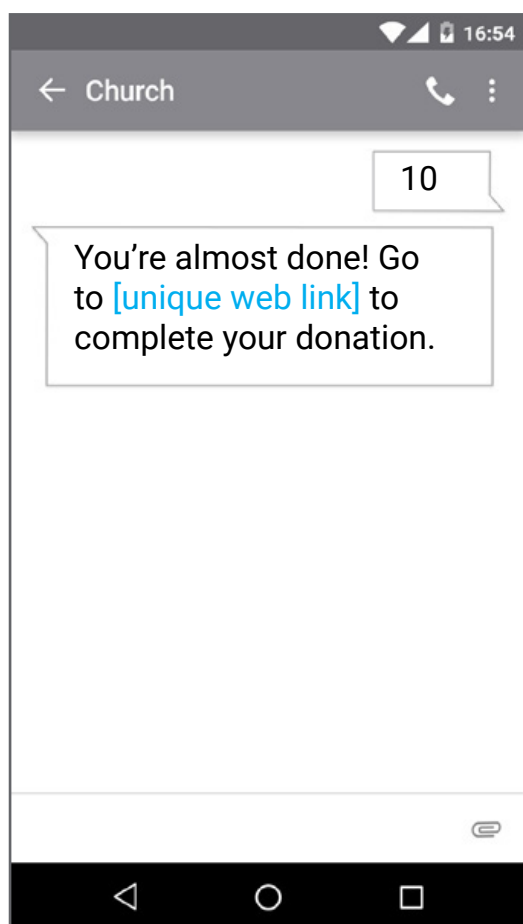 16:54
Church
10
You’re almost done! Go
to [unique web link] to
complete your donation.